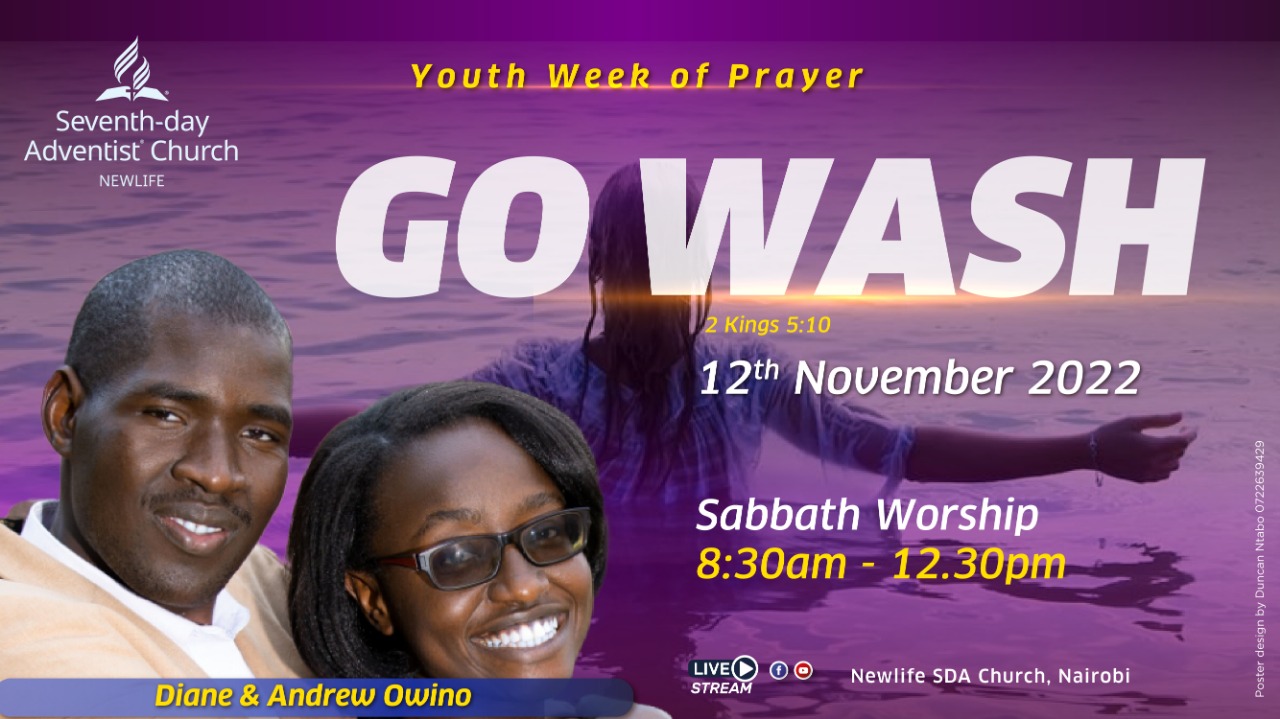 Youth Week of Prayer
Seventh-day
Adventist® Church
NEWLIFE
GO WASH
2 Kings 5:10
12th November 2022
Sabbath Worship
8:30am - 12.30pm
Diane & Andrew Owino
LIVE
STREAM
Newlife SDA Church, Nairobi
Poster design by Duncan Ntabo 0722639429